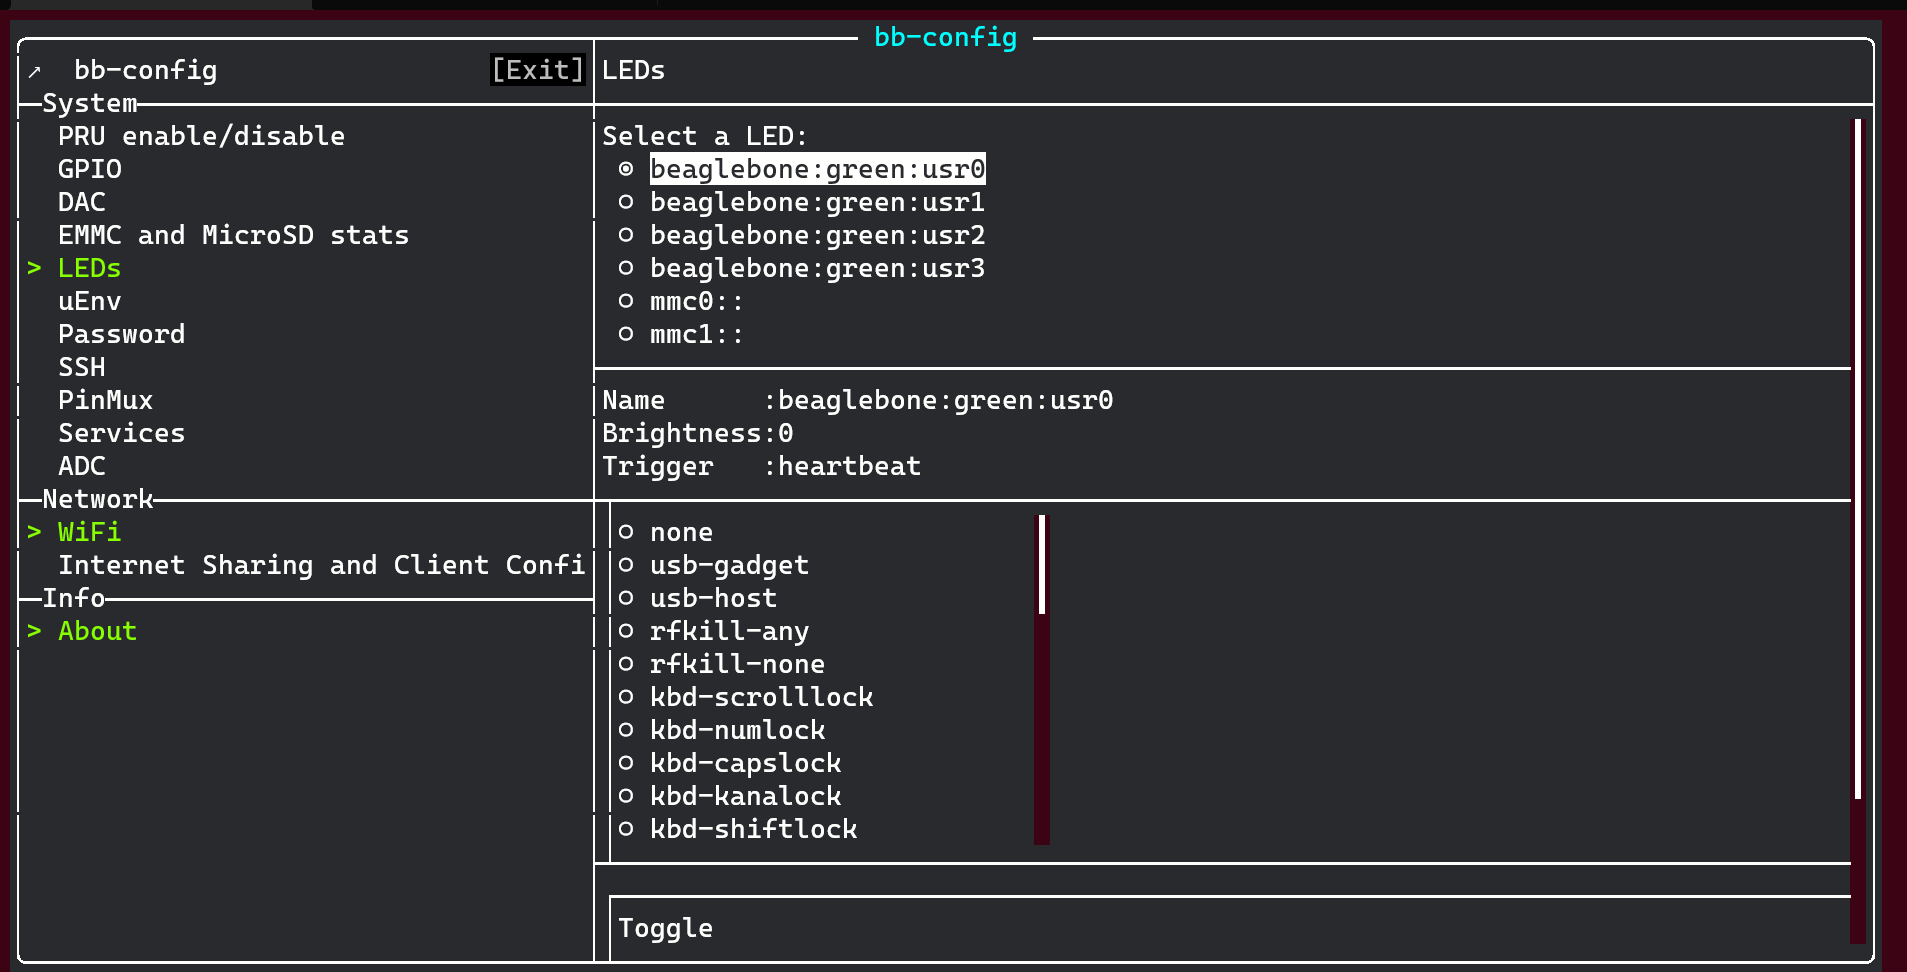 bb-config
↗ bb-config [Exit]
System
PRU enable/disable
GPIO
DAC
EMMC and MicroSD stats
> LEDs
uEnv
Password
SSH
PinMux
Services
ADC
Network
> WiFi
Internet Sharing and Client Confi
Info
> About
LEDs
Select a LED:
beaglebone:green:usr0
beaglebone:green:usr1
beaglebone:green:usr2
beaglebone:green:usr3
mmc0::
mmc1::
Name      :beaglebone:green:usr0
Brightness:0
Trigger   :heartbeat
none
usb-gadget
usb-host
rfkill-any
rfkill-none
kbd-scrolllock
kbd-numlock
kbd-capslock
kbd-kanalock
kbd-shiftlock
Toggle